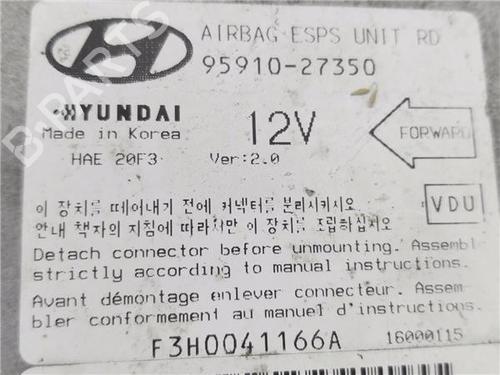 AIRBAG ESPS UNIT RD
95910-27350
HYUNDAI
Made in Korea
12V
FORWARD
HAE 20F3
Ver:2.0
VDU
이 장치를 떼어내기 전에 커넥터를 분리시키시오
안내 책자의 지침에 따라서만 이 장치를 조립하십시오
Detach connector before unmounting. Assembl
strictly according to manual instructions.
Avant démontage enlever connecteur. Assem-
bler conformement au manuel d'instructions.
F3H0041166A
16000115
B-PARTS